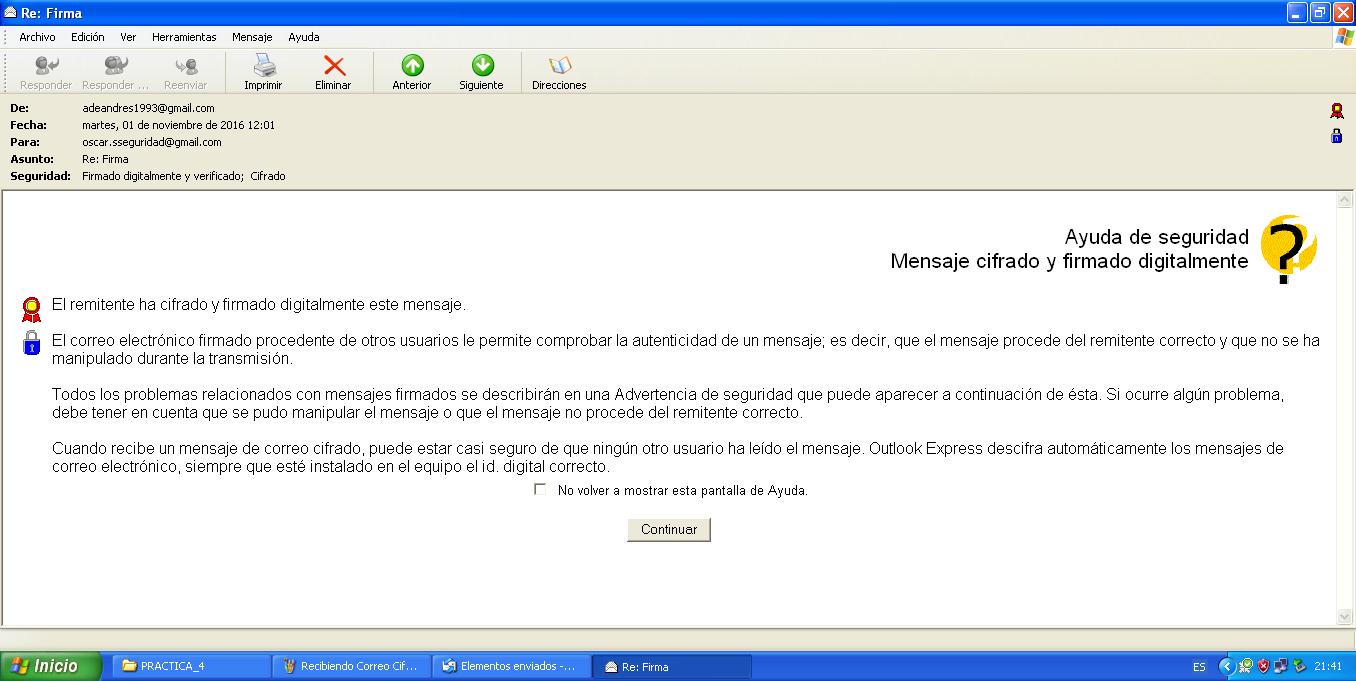 Re: Firma
Archivo Edición Ver Herramientas Mensaje Ayuda
Responder Responder ... Reenviar Imprimir Eliminar Anterior Siguiente Direcciones
De: adeandres1993@gmail.com
Fecha: martes, 01 de noviembre de 2016 12:01
Para: oscar.sseguridad@gmail.com
Asunto: Re: Firma
Seguridad: Firmado digitalmente y verificado; Cifrado
Ayuda de seguridad
Mensaje cifrado y firmado digitalmente
El remitente ha cifrado y firmado digitalmente este mensaje.
El correo electrónico firmado procedente de otros usuarios le permite comprobar la autenticidad de un mensaje; es decir, que el mensaje procede del remitente correcto y que no se ha
manipulado durante la transmisión.
Todos los problemas relacionados con mensajes firmados se describirán en una Advertencia de seguridad que puede aparecer a continuación de ésta. Si ocurre algún problema,
debe tener en cuenta que se pudo manipular el mensaje o que el mensaje no procede del remitente correcto.
Cuando recibe un mensaje de correo cifrado, puede estar casi seguro de que ningún otro usuario ha leído el mensaje. Outlook Express descifra automáticamente los mensajes de
correo electrónico, siempre que esté instalado en el equipo el id. digital correcto.
No volver a mostrar esta pantalla de Ayuda.
Continuar
Inicio PRACTICA_4 Recibiendo Correo Cif... Elementos enviados -... Re: Firma ES 21:41